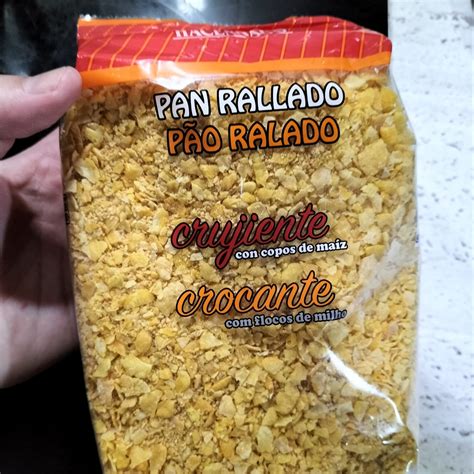 PAN RALLADO
PÃO RALADO
crujiente
con copos de maíz
crocante
com flocos de milho